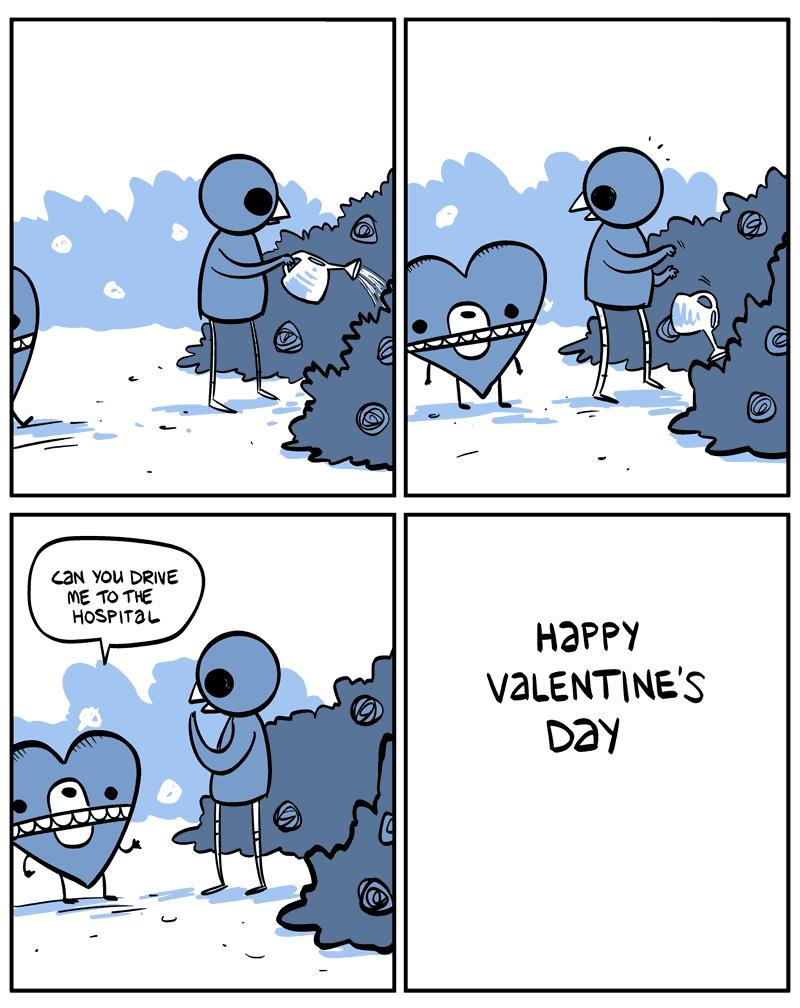 CAN YOU DRIVE
ME TO THE
HOSPITAL
HAPPY
VALENTINE'S
DAY